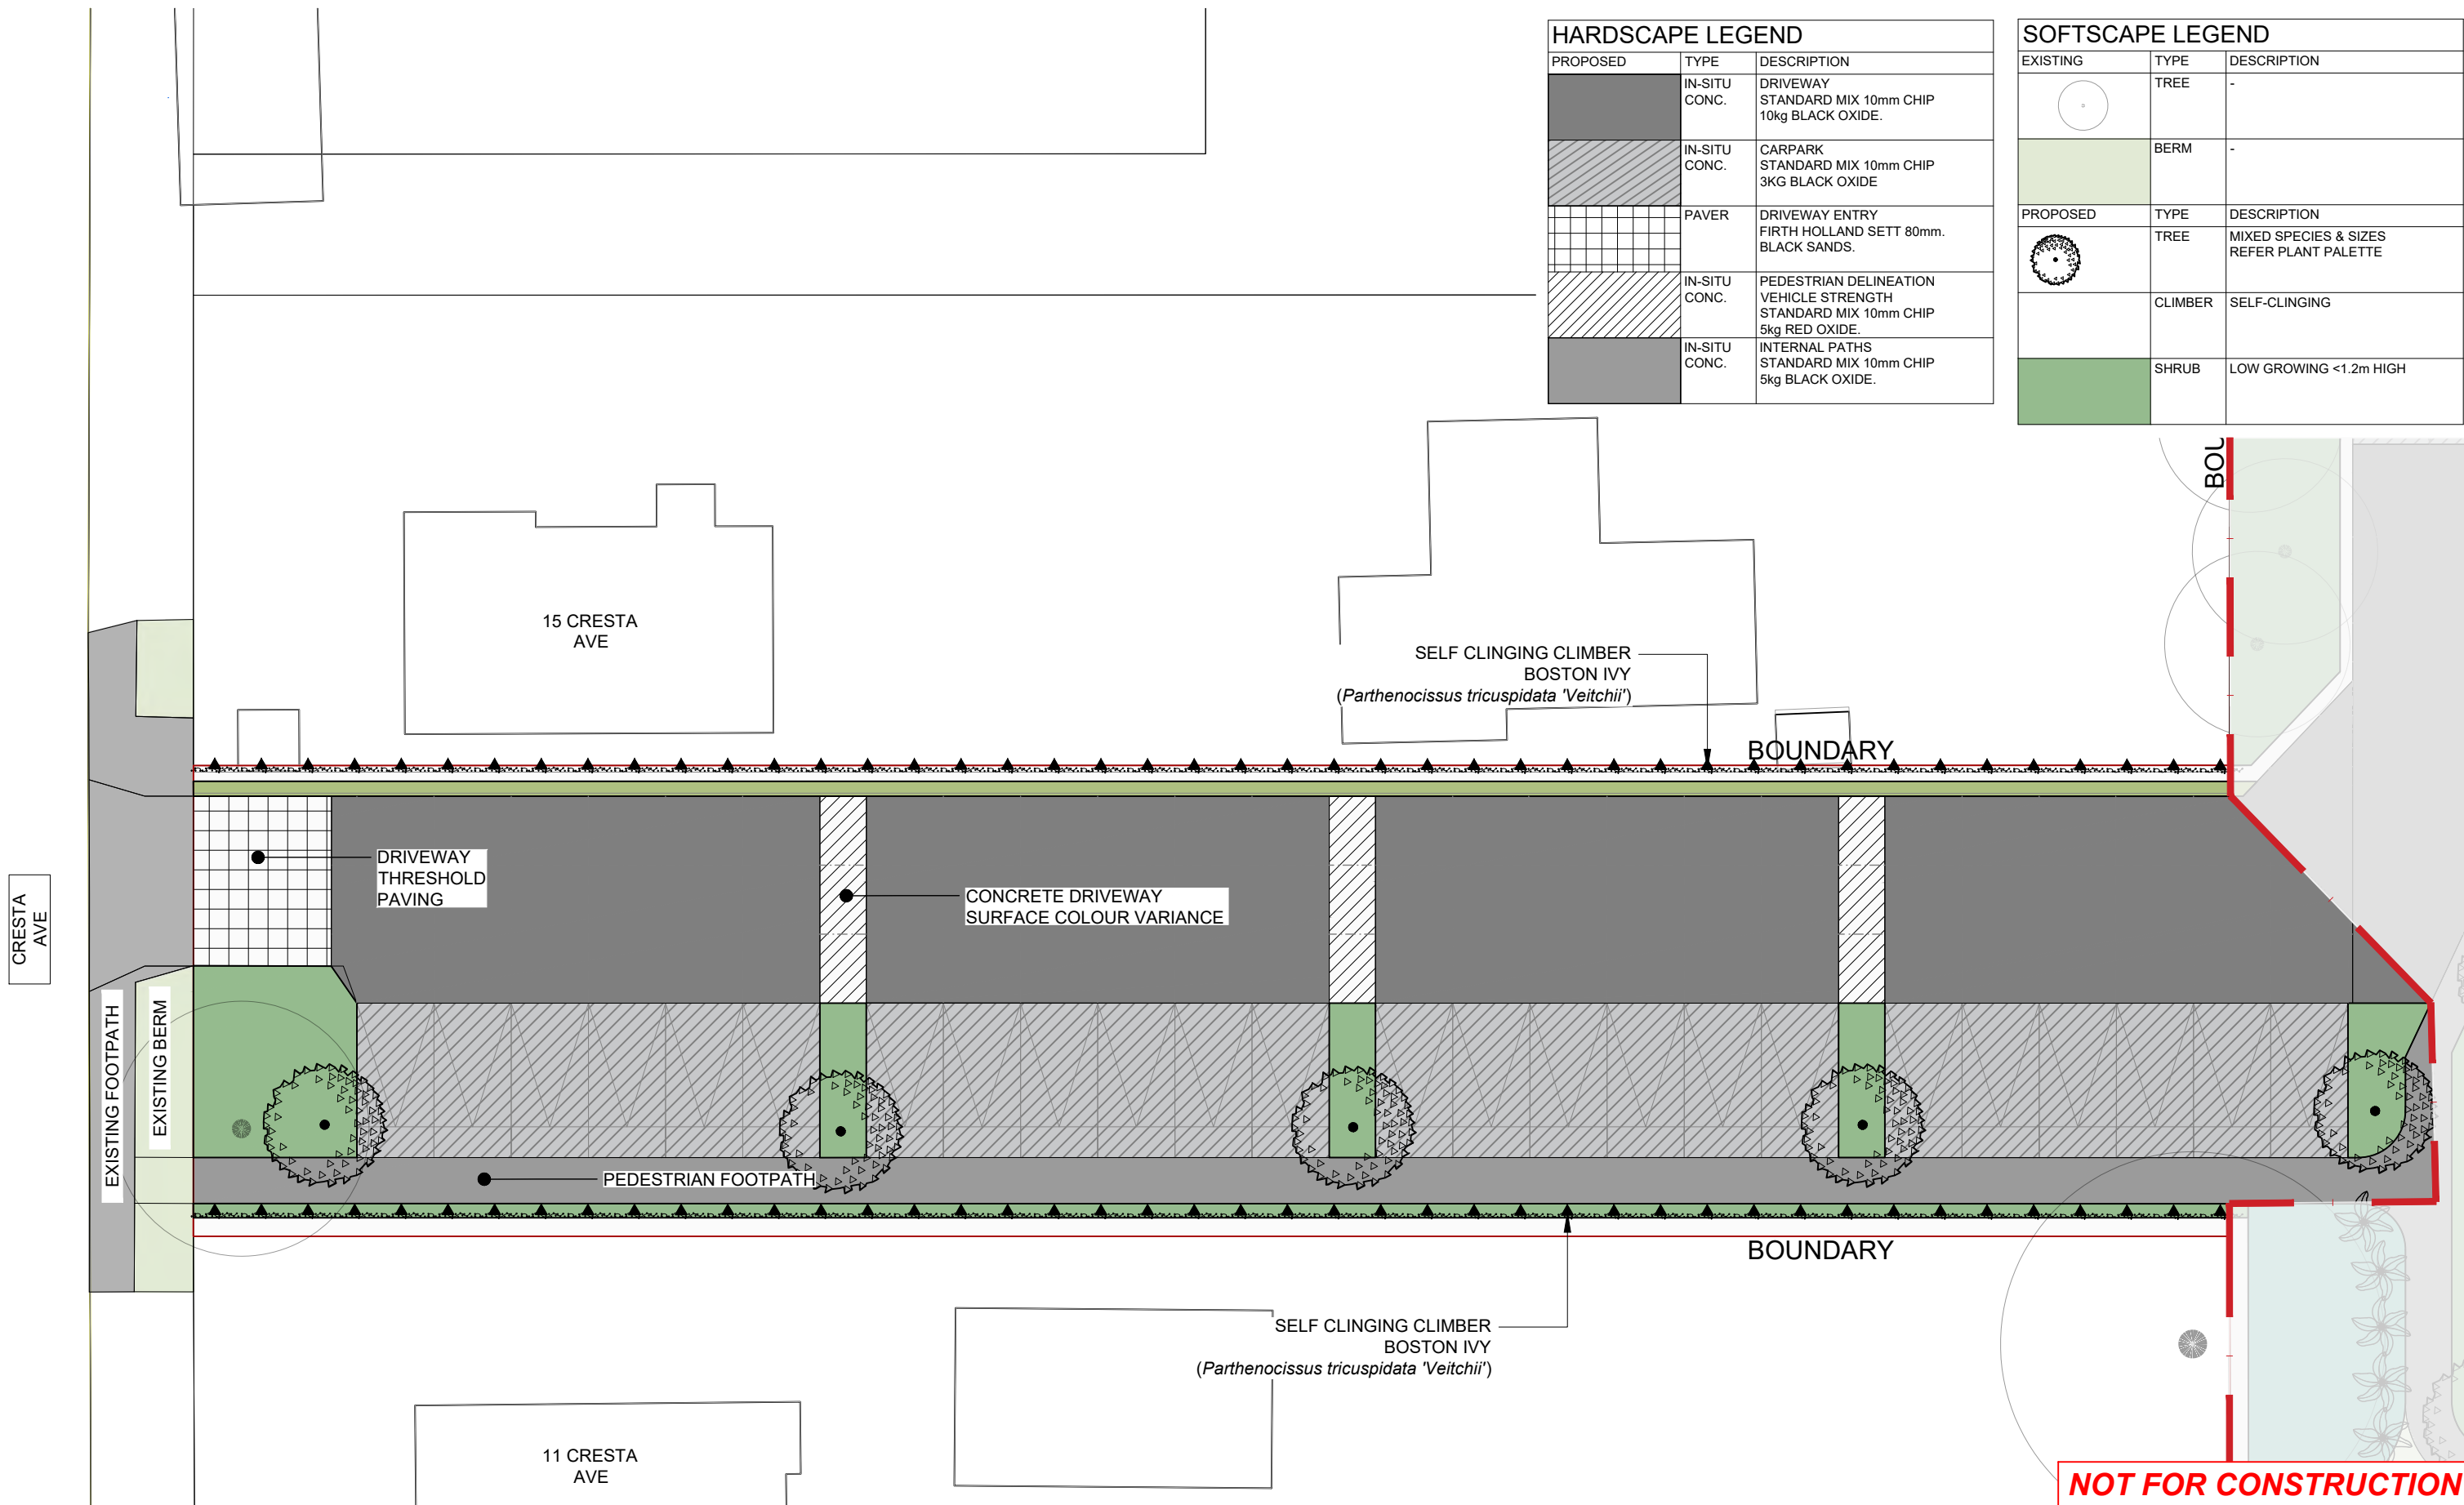 HARDSCAPE LEGEND
PROPOSED TYPE DESCRIPTION
IN-SITU CONC. DRIVEWAY
STANDARD MIX 10mm CHIP
10kg BLACK OXIDE.
IN-SITU CONC. CARPARK
STANDARD MIX 10mm CHIP
3KG BLACK OXIDE
PAVER DRIVEWAY ENTRY
FIRTH HOLLAND SETT 80mm.
BLACK SANDS.
IN-SITU CONC. PEDESTRIAN DELINEATION
VEHICLE STRENGTH
STANDARD MIX 10mm CHIP
5kg RED OXIDE.
IN-SITU CONC. INTERNAL PATHS
STANDARD MIX 10mm CHIP
5kg BLACK OXIDE.
SOFTSCAPE LEGEND
EXISTING TYPE DESCRIPTION
TREE -
BERM -
PROPOSED TYPE DESCRIPTION
TREE MIXED SPECIES & SIZES
REFER PLANT PALETTE
CLIMBER SELF-CLINGING
SHRUB LOW GROWING <1.2m HIGH
BOU
15 CRESTA
AVE
SELF CLINGING CLIMBER
BOSTON IVY
(Parthenocissus tricuspidata 'Veitchii')
BOUNDARY
DRIVEWAY
THRESHOLD
PAVING
CONCRETE DRIVEWAY
SURFACE COLOUR VARIANCE
CRESTA
AVE
EXISTING FOOTPATH
EXISTING BERM
PEDESTRIAN FOOTPATH
BOUNDARY
SELF CLINGING CLIMBER
BOSTON IVY
(Parthenocissus tricuspidata 'Veitchii')
11 CRESTA
AVE
NOT FOR CONSTRUCTION